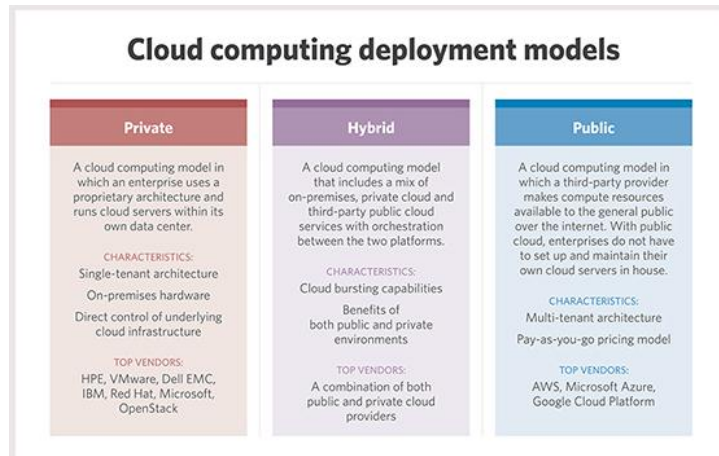 Cloud computing deployment models
Private
A cloud computing model in
which an enterprise uses a
proprietary architecture and
runs cloud servers within its
own data center.
CHARACTERISTICS:
Single-tenant architecture
On-premises hardware
Direct control of underlying
cloud infrastructure
TOP VENDORS:
HPE, VMware, Dell EMC,
IBM, Red Hat, Microsoft,
OpenStack
Hybrid
A cloud computing model
that includes a mix of
on-premises, private cloud and
third-party public cloud
services with orchestration
between the two platforms.
CHARACTERISTICS:
Cloud bursting capabilities
Benefits of
both public and private
environments
TOP VENDORS:
A combination of both
public and private cloud
providers
Public
A cloud computing model in
which a third-party provider
makes compute resources
available to the general public
over the internet. With public
cloud, enterprises do not have
to set up and maintain their
own cloud servers in house.
CHARACTERISTICS:
Multi-tenant architecture
Pay-as-you-go pricing model
TOP VENDORS:
AWS, Microsoft Azure,
Google Cloud Platform